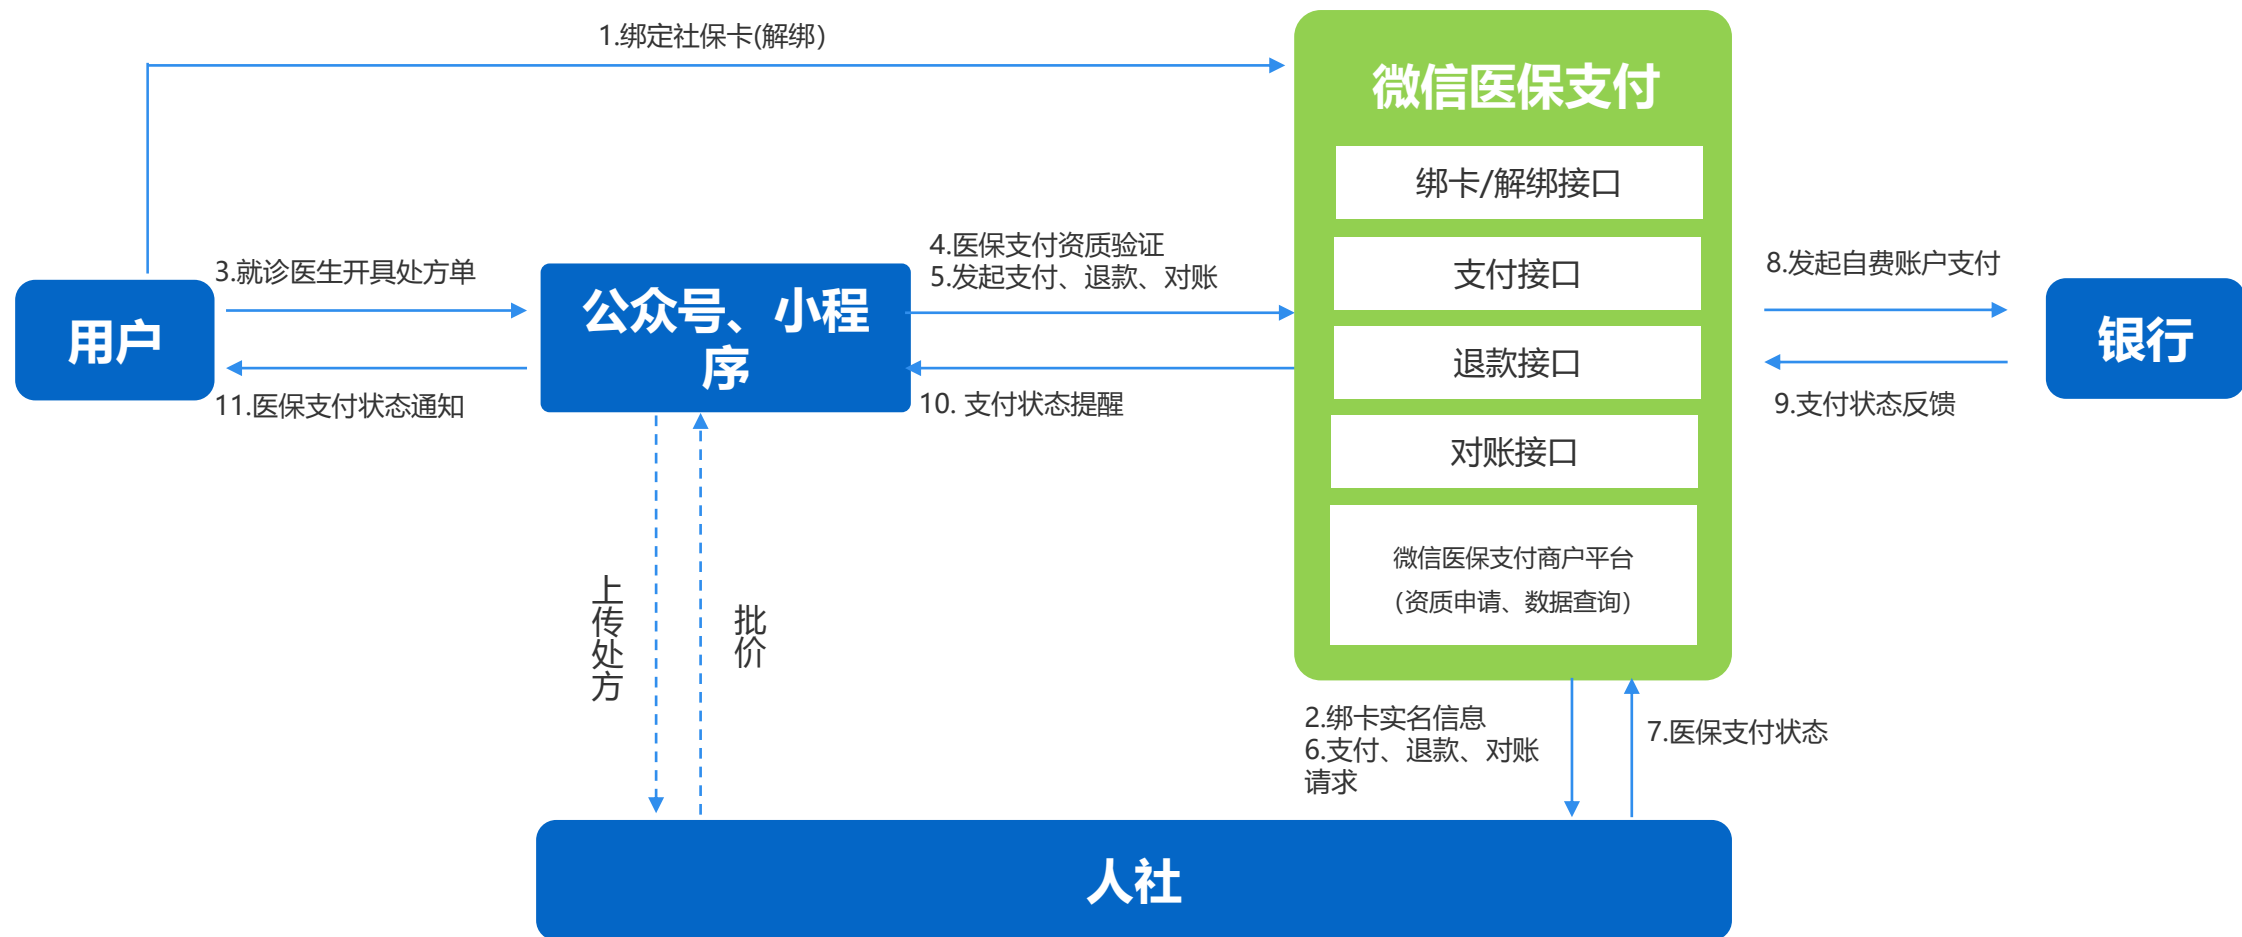 1.绑定社保卡(解绑）
微信医保支付
绑卡/解绑接口
支付接口
退款接口
对账接口
微信医保支付商户平台
（资质申请、数据查询）
用户
3.就诊医生开具处方单
11.医保支付状态通知
公众号、小程
序
4.医保支付资质验证
5.发起支付、退款、对账
10. 支付状态提醒
8.发起自费账户支付
9.支付状态反馈
银行
上传处方
批价
2.绑卡实名信息
6.支付、退款、对账
请求
7.医保支付状态
人社